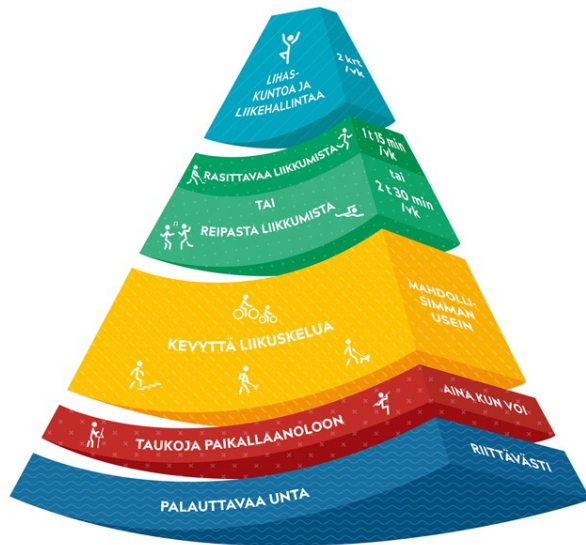 LIHAS-
KUNTOA JA
LIIKEHALLINTAA
2 krt
/vk
RASITTAVAA LIIKKUMISTA
1 t 15 min
/vk
TAI
tai
REIPASTA LIIKKUMISTA
2 t 30 min
/vk
KEVYTTÄ LIIKUSKELUA
MAHDOLLI-
SIMMAN
USEIN
TAUKOJA PAIKALLAANOLOON
AINA KUN VOI
PALAUTTAVAA UNTA
RIITTÄVÄSTI